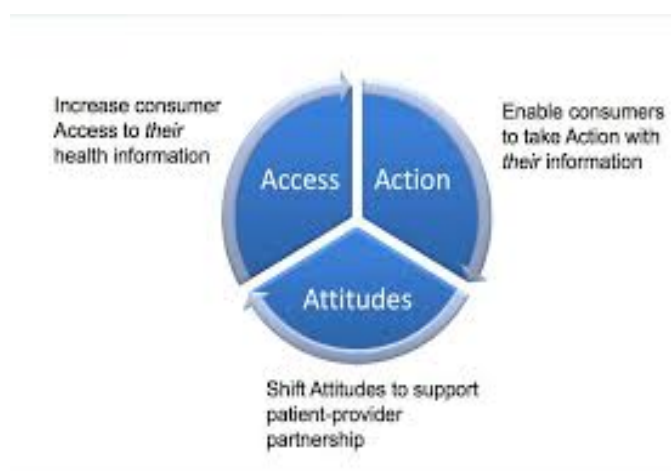 Increase consumer
Access to their
health information
Enable consumers
to take Action with
their information
Access
Action
Attitudes
Shift Attitudes to support
patient-provider
partnership